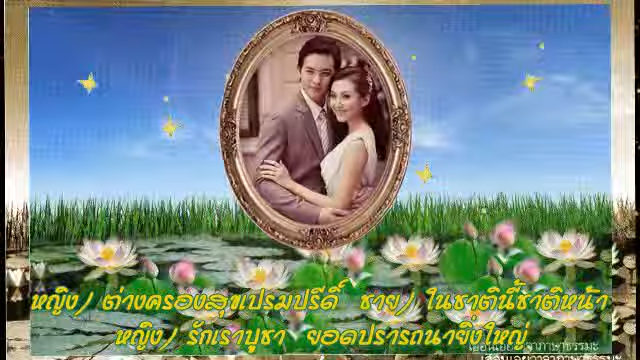 หญิง/ ต่างครองสุขเปรมปรีดิ์ ชาย/ ในชาตินี้ชาติหน้า
หญิง/ รักเราบูชา ยอดปรารถนายิ่งใหญ่